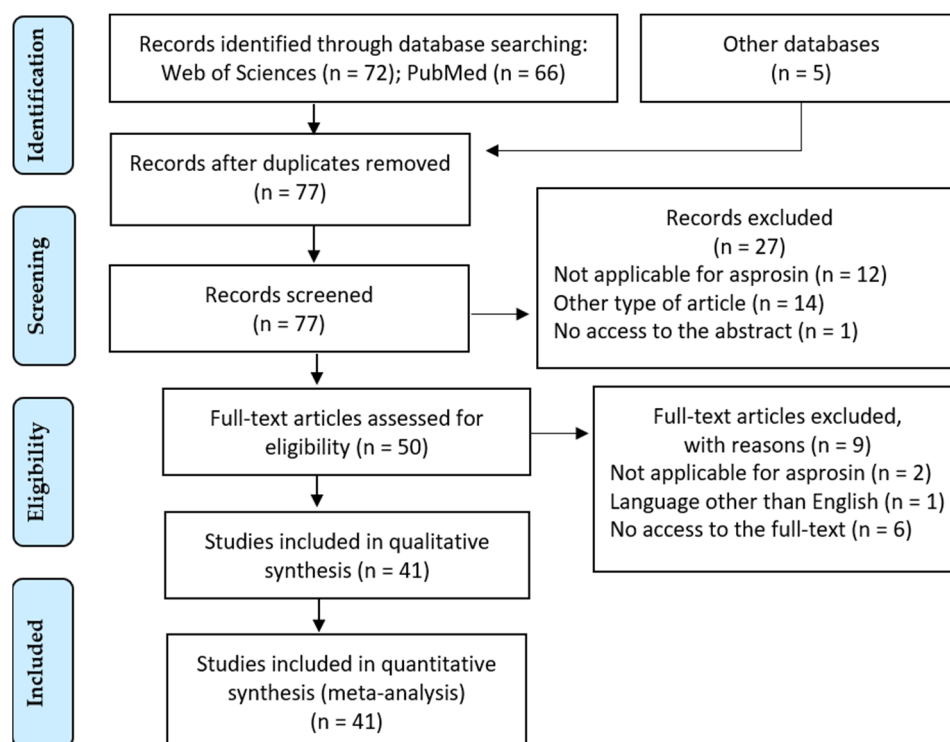 Identification
Records identified through database searching:
Web of Sciences (n = 72); PubMed (n = 66)
Other databases
(n = 5)
Records after duplicates removed
(n = 77)
Screening
Records screened
(n = 77)
Records excluded
(n = 27)
Not applicable for asprosin (n = 12)
Other type of article (n = 14)
No access to the abstract (n = 1)
Eligibility
Full-text articles assessed for
eligibility (n = 50)
Full-text articles excluded,
with reasons (n = 9)
Not applicable for asprosin (n = 2)
Language other than English (n = 1)
No access to the full-text (n = 6)
Studies included in qualitative
synthesis (n = 41)
Included
Studies included in quantitative
synthesis (meta-analysis)
(n = 41)